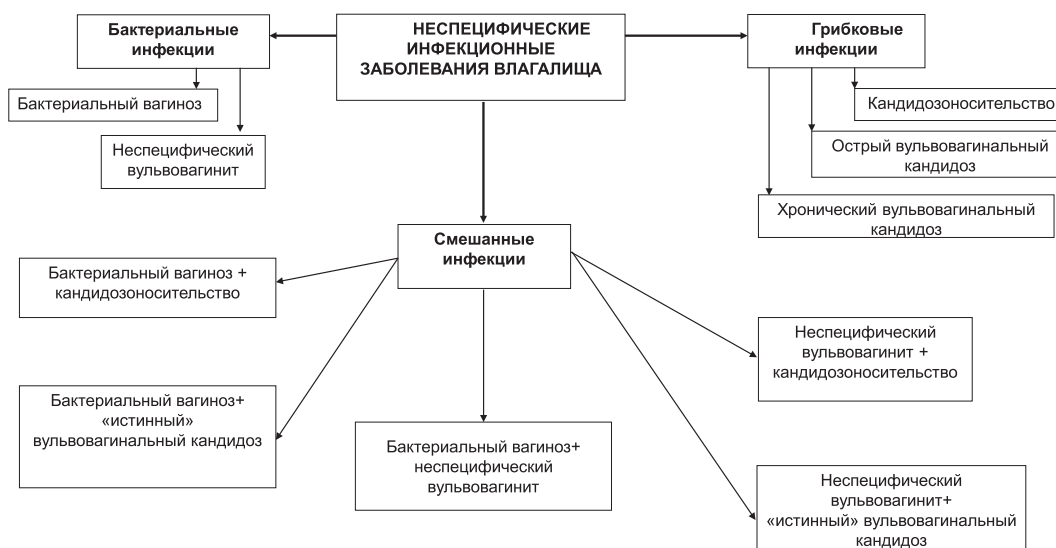 НЕСПЕЦИФИЧЕСКИЕ
ИНФЕКЦИОННЫЕ
ЗАБОЛЕВАНИЯ ВЛАГАЛИЩА
Бактериальные
инфекции
Бактериальный вагиноз
Неспецифический
вульвовагинит
Грибковые
инфекции
Кандидозоносительство
Острый вульвовагинальный
кандидоз
Хронический вульвовагинальный
кандидоз
Смешанные
инфекции
Бактериальный вагиноз +
кандидозоносительство
Бактериальный вагиноз+
«истинный»
вульвовагинальный кандидоз
Бактериальный вагиноз+
неспецифический
вульвовагинит
Неспецифический
вульвовагинит +
кандидозоносительство
Неспецифический
вульвовагинит+
«истинный» вульвовагинальный
кандидоз